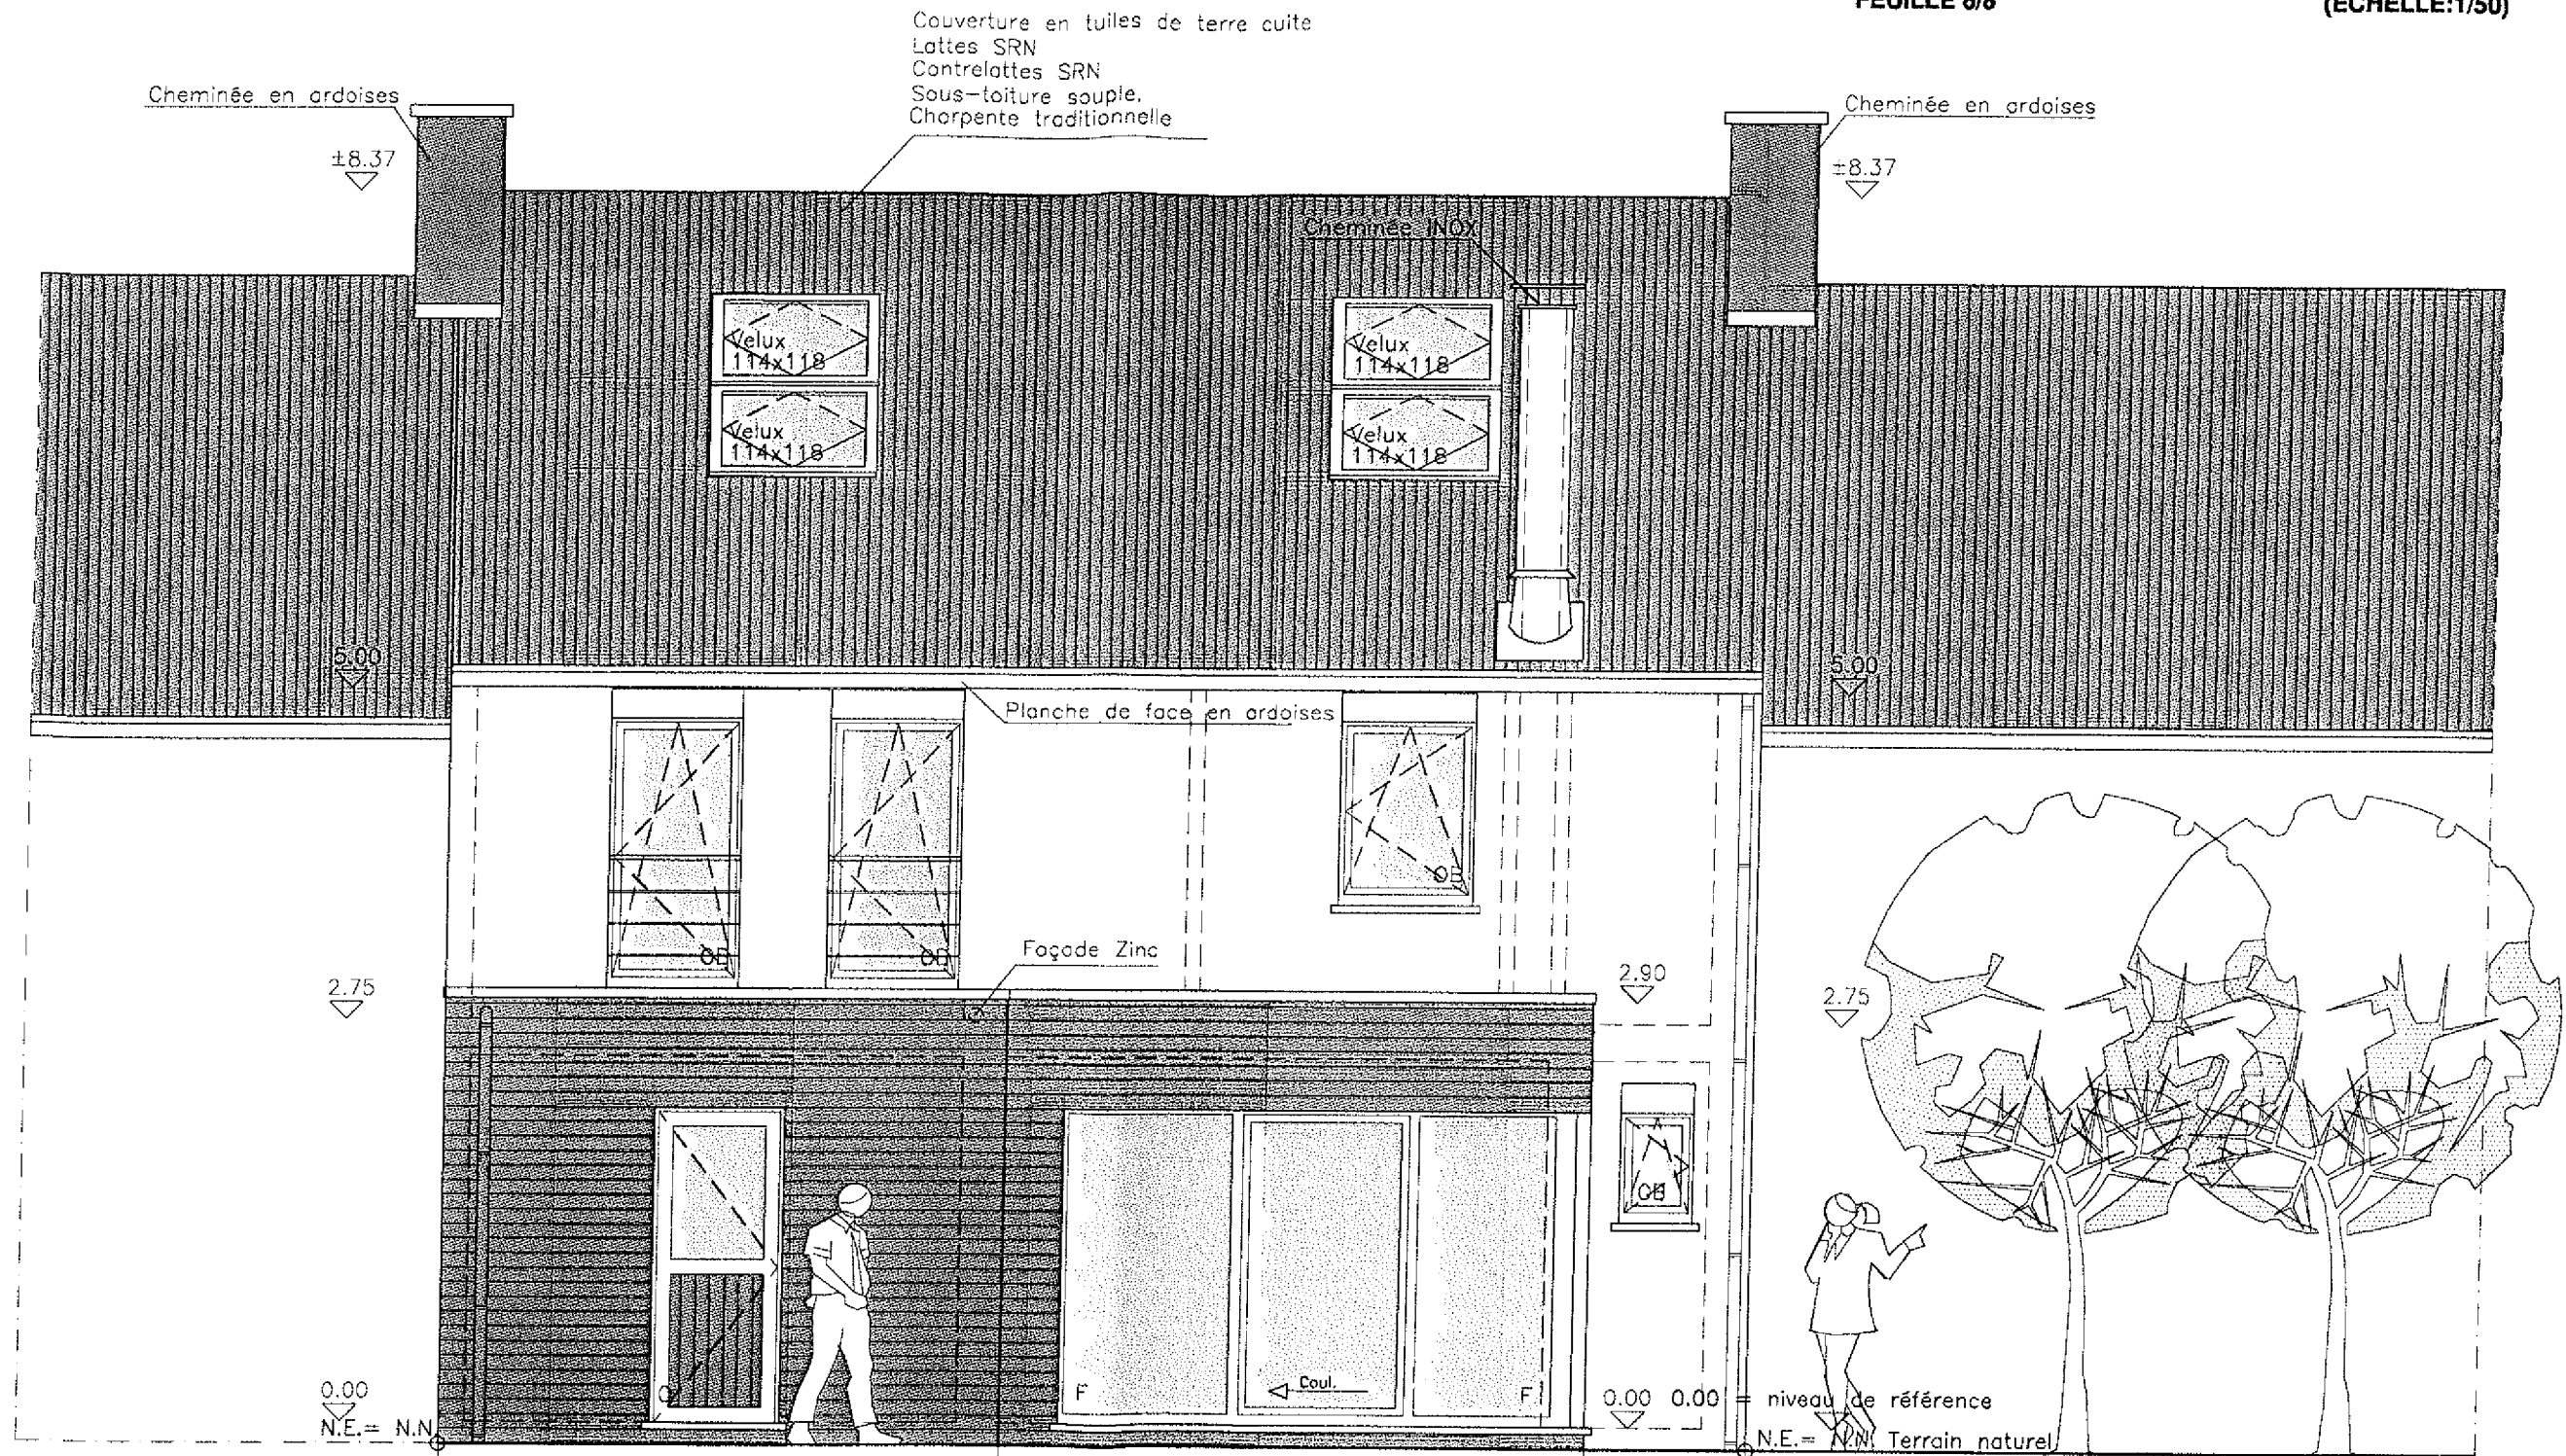 FEUILLE 8/8
(ECHELLE:1/50)
Couverture en tuiles de terre cuite
Lattes SRN
Contrelattes SRN
Sous-toiture souple,
Charpente traditionnelle
Cheminée en ardoises
Cheminée en ardoises
±8.37
±8.37
Cheminée INOX
Velux
114x118
Velux
114x118
Velux
114x118
Velux
114x118
5.00
5.00
Planche de face en ardoises
OB
OB
OB
Façade Zinc
2.75
2.90
2.75
OB
O
F
Coul.
F
0.00
N.E.= N.N
0.00
0.00 = niveau de référence
N.E.= N.N Terrain naturel